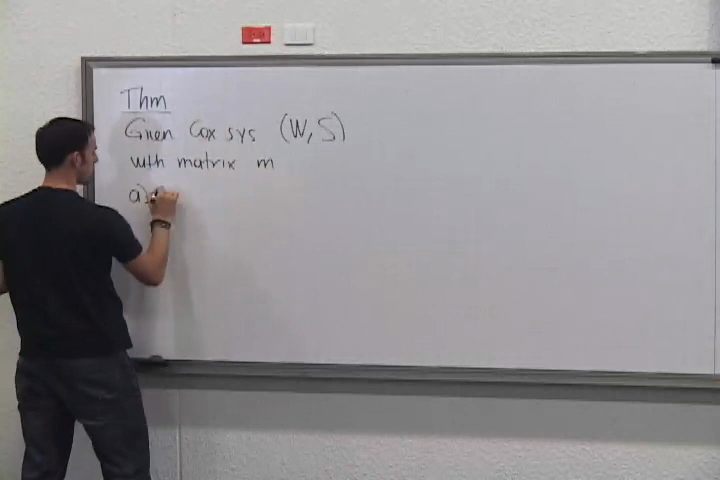 Thm
Given Cox sys (W, S)
with matrix m
a)